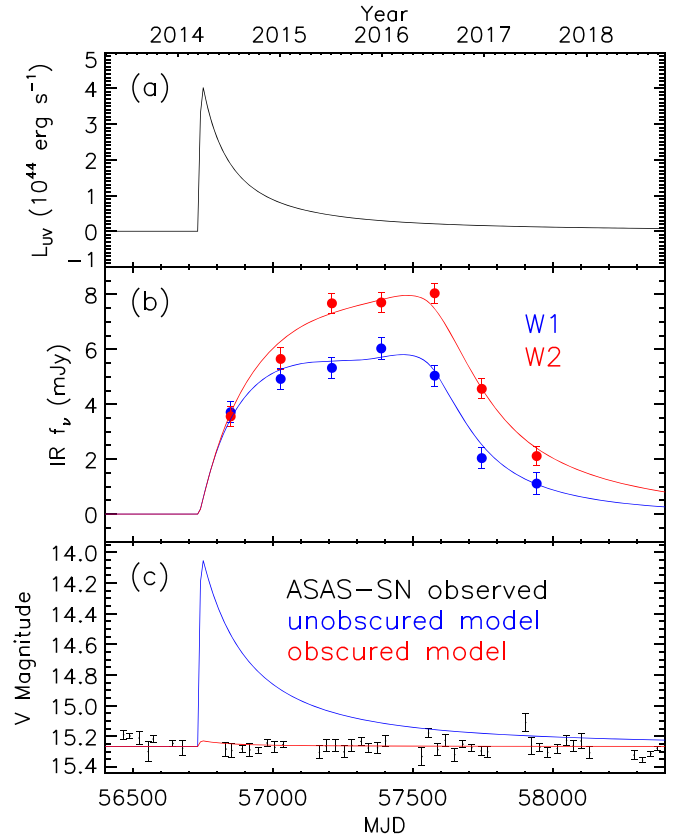 Year
2014 2015 2016 2017 2018
(a)
5
4
3
2
1
0
−1
L_UV (10^44 erg s^−1)
(b)
8
6
4
2
0
IR f_ν (mJy)
W1
W2
(c)
14.0
14.2
14.4
14.6
14.8
15.0
15.2
15.4
V Magnitude
ASAS−SN observed
unobscured model
obscured model
56500 57000 57500 58000
MJD